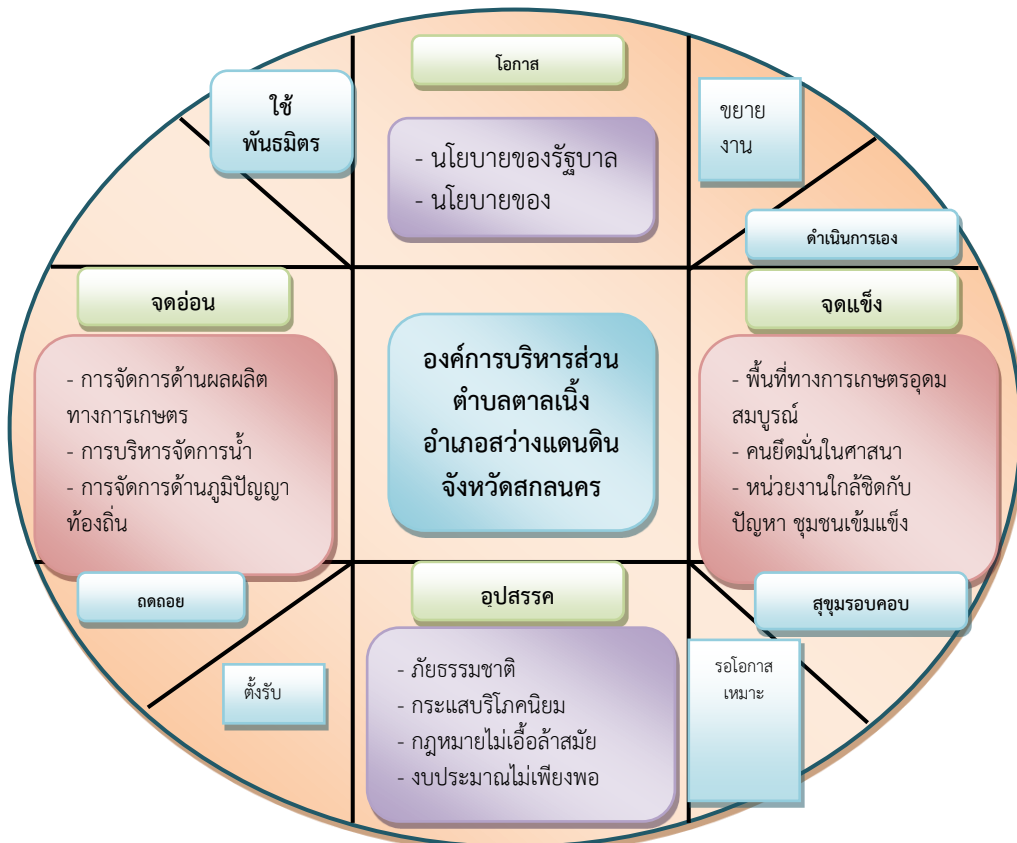 โอกาส
ใช้
พันธมิตร
ขยาย
งาน
- นโยบายของรัฐบาล
- นโยบายของ
ดำเนินการเอง
จดอ่อน
จดแข็ง
- การจัดการด้านผลผลิต
ทางการเกษตร
- การบริหารจัดการน้ำ
- การจัดการด้านภูมิปัญญา
ท้องถิ่น
องค์การบริหารส่วน
ตำบลตาลเนิ้ง
อำเภอสว่างแดนดิน
จังหวัดสกลนคร
- พื้นที่ทางการเกษตรอุดม
สมบูรณ์
- คนยึดมั่นในศาสนา
- หน่วยงานใกล้ชิดกับ
ปัญหา ชุมชนเข้มแข็ง
ถดถอย
อุปสรรค
สุขุมรอบคอบ
ตั้งรับ
- ภัยธรรมชาติ
- กระแสบริโภคนิยม
- กฎหมายไม่เอื้อล้าสมัย
- งบประมาณไม่เพียงพอ
รอโอกาส
เหมาะ